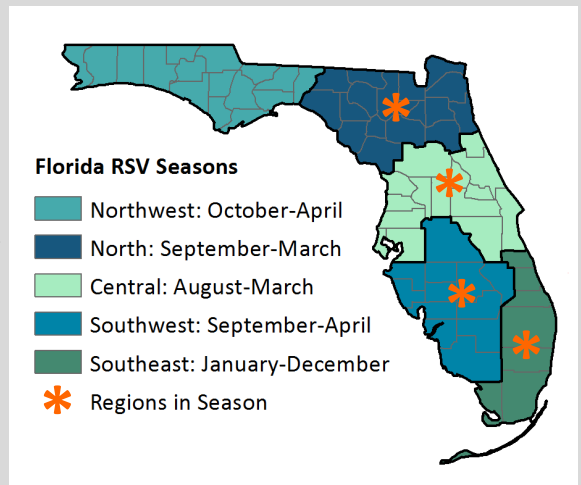 Florida RSV Seasons
Northwest: October-April
North: September-March
Central: August-March
Southwest: September-April
Southeast: January-December
Regions in Season